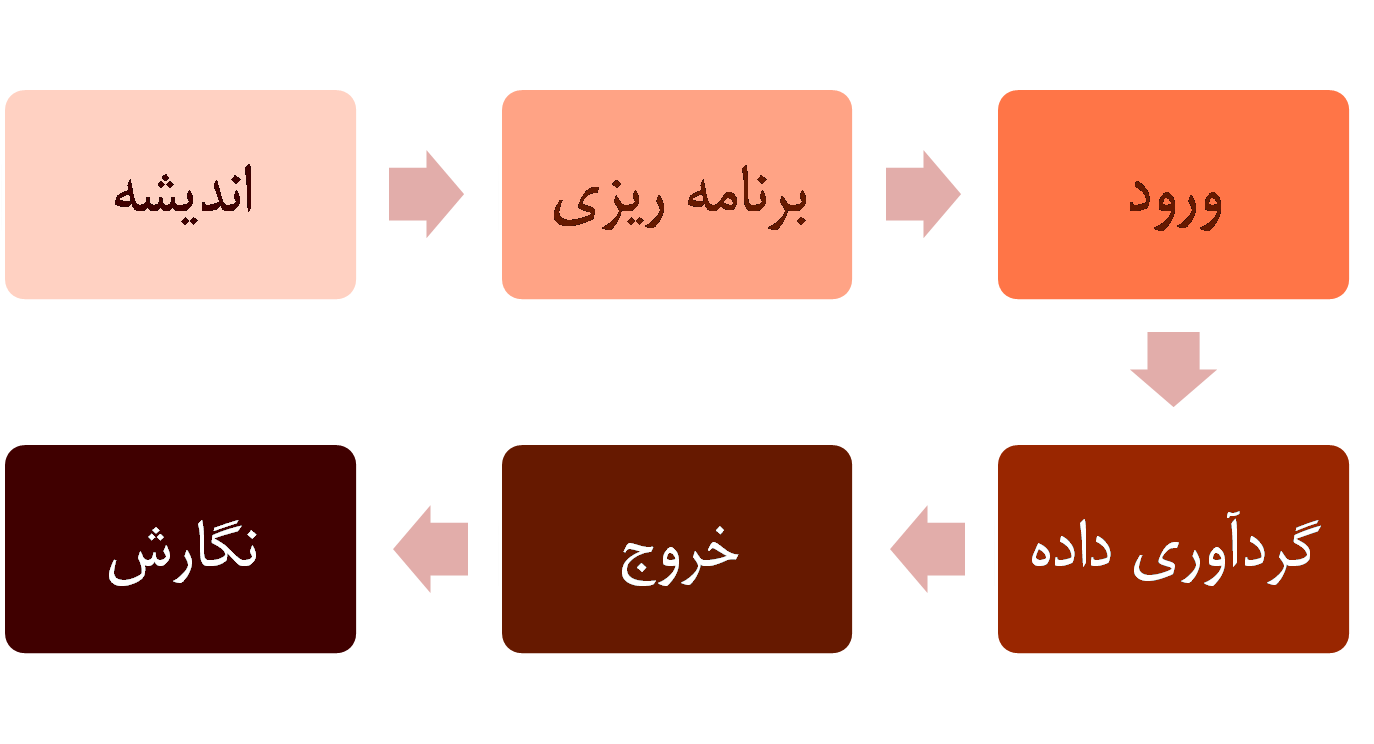 اندیشه
برنامه ریزی
ورود
گردآوری داده
خروج
نگارش